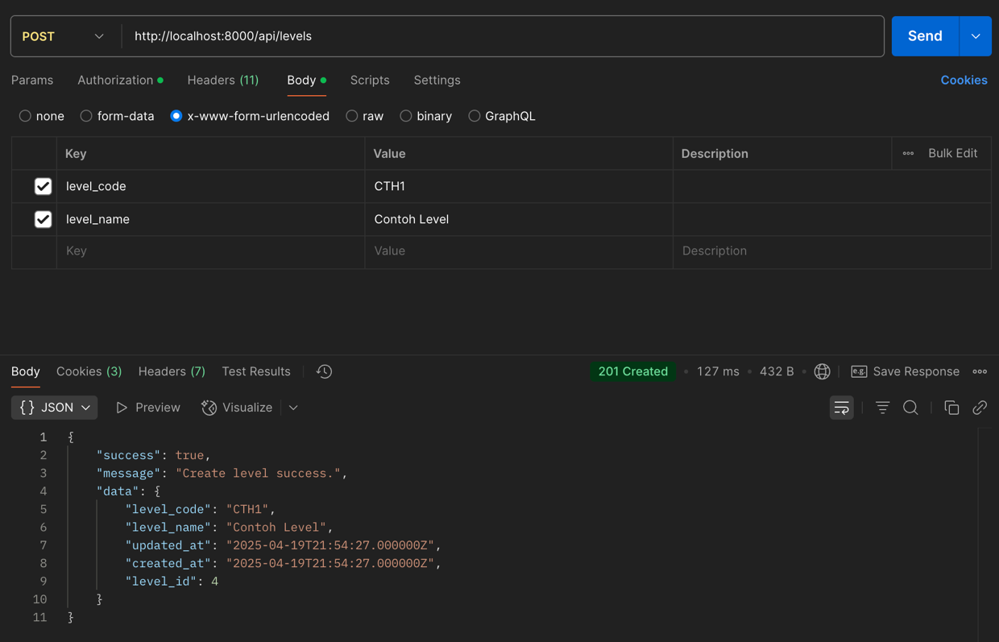 POST http://localhost:8000/api/levels Send
Params Authorization Headers (11) Body Scripts Settings Cookies
none form-data x-www-form-urlencoded raw binary GraphQL
Key Value Description Bulk Edit
level_code CTH1
level_name Contoh Level
Key Value Description
Body Cookies (3) Headers (7) Test Results 201 Created 127 ms 432 B e.g. Save Response
{} JSON Preview Visualize
1 {
2 "success": true,
3 "message": "Create level success.",
4 "data": {
5 "level_code": "CTH1",
6 "level_name": "Contoh Level",
7 "updated_at": "2025-04-19T21:54:27.000000Z",
8 "created_at": "2025-04-19T21:54:27.000000Z",
9 "level_id": 4
10 }
11 }